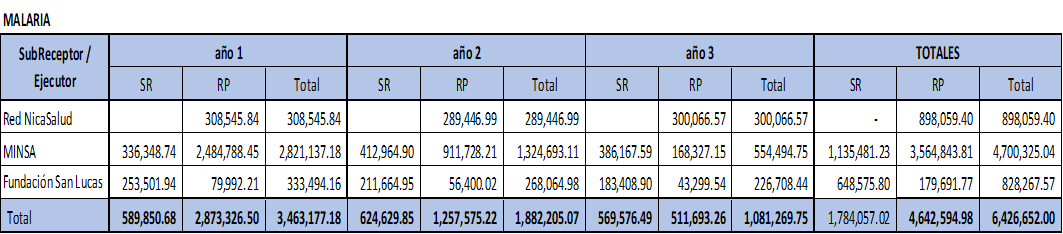 MALARIA
SubReceptor / Ejecutor año 1 año 2 año 3 TOTALES
SR RP Total SR RP Total SR RP Total SR RP Total
Red NicaSalud 308,545.84 308,545.84 289,446.99 289,446.99 300,066.57 300,066.57 - 898,059.40 898,059.40
MINSA 336,348.74 2,484,788.45 2,821,137.18 412,964.90 911,728.21 1,324,693.11 386,167.59 168,327.15 554,494.75 1,135,481.23 3,564,843.81 4,700,325.04
Fundación San Lucas 253,501.94 79,992.21 333,494.16 211,664.95 56,400.02 268,064.98 183,408.90 43,299.54 226,708.44 648,575.80 179,691.77 828,267.57
Total 589,850.68 2,873,326.50 3,463,177.18 624,629.85 1,257,575.22 1,882,205.07 569,576.49 511,693.26 1,081,269.75 1,784,057.02 4,642,594.98 6,426,652.00